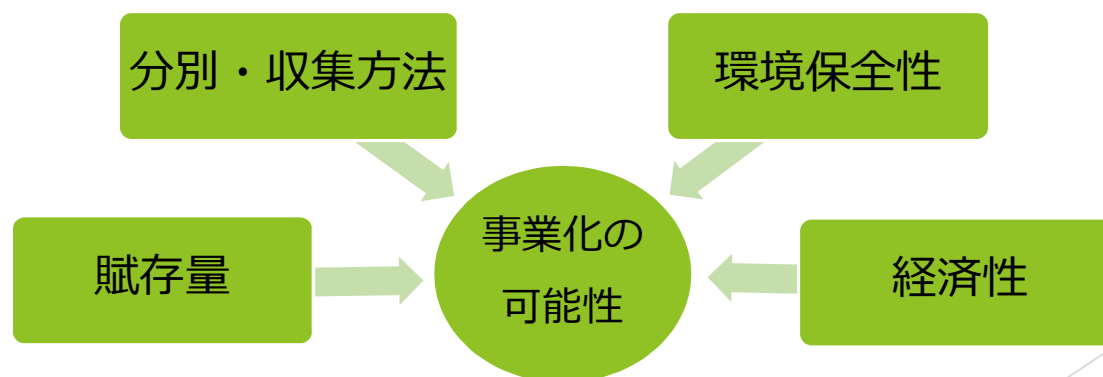 分別・収集方法
環境保全性
賦存量
事業化の
可能性
経済性